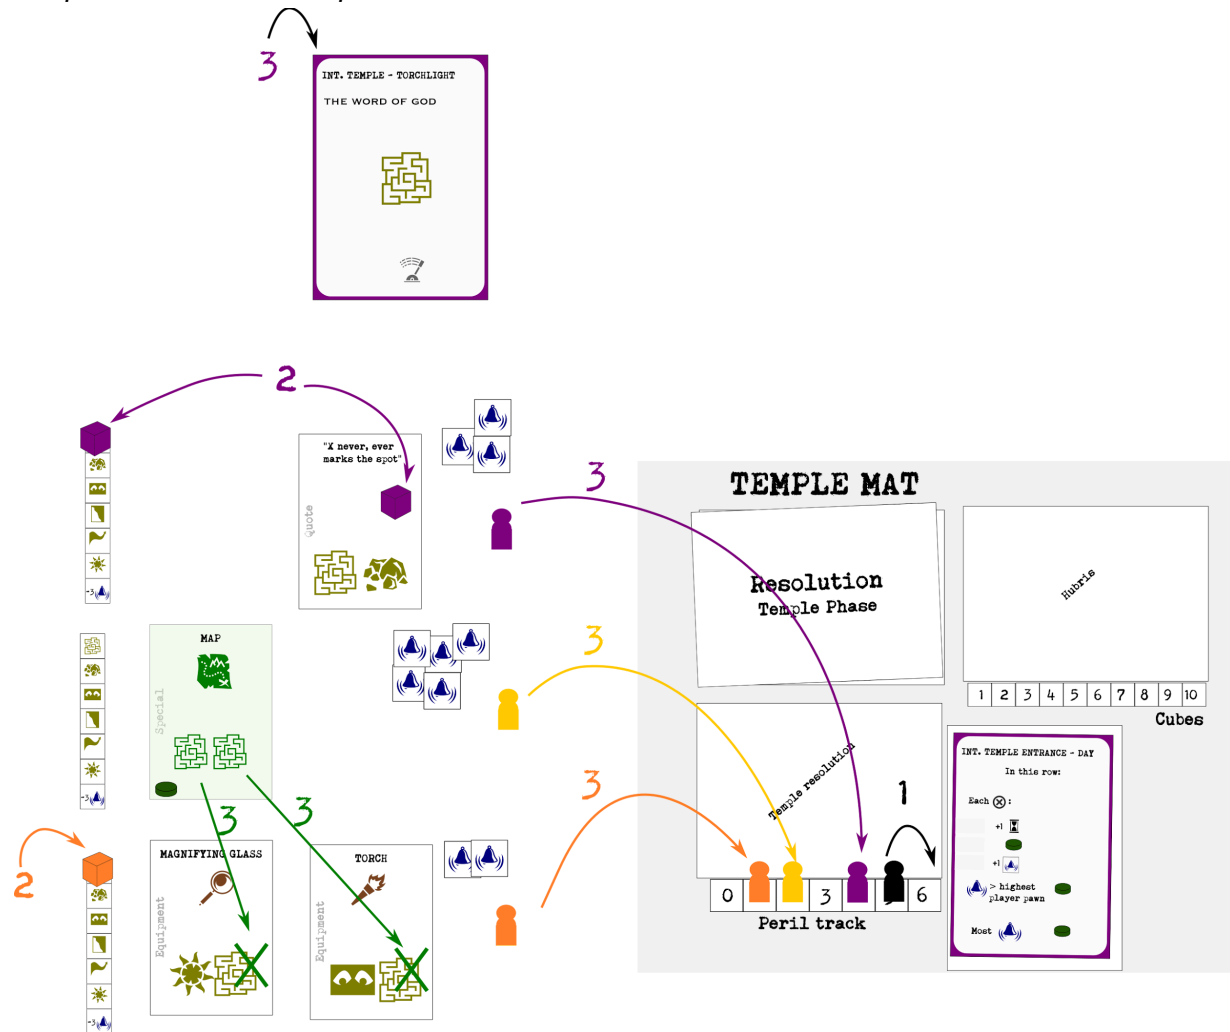 3
INT. TEMPLE - TORCHLIGHT
THE WORD OF GOD
2
"X never, ever
marks the spot"
Quote
-3
3
TEMPLE MAT
Resolution
Temple Phase
Hubris
1 2 3 4 5 6 7 8 9 10
Cubes
MAP
Special
-3
3
Temple resolution
INT. TEMPLE ENTRANCE - DAY
In this row:
Each :
+1
+1
> highest
player pawn
Most
3
3
3
1
0 3 6
Peril track
2
MAGNIFYING GLASS
Equipment
TORCH
Equipment
-3